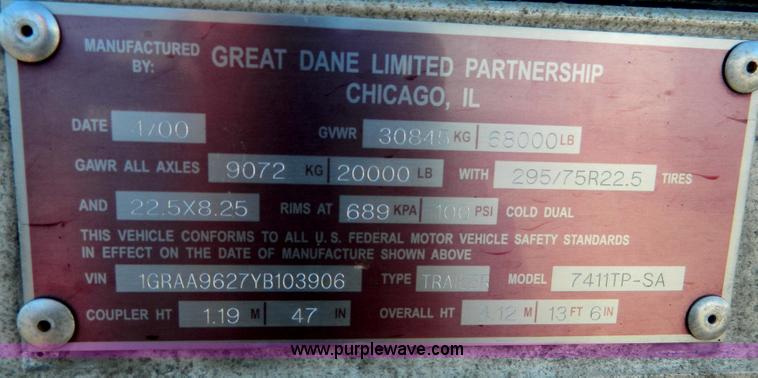 MANUFACTURED BY: GREAT DANE LIMITED PARTNERSHIP
CHICAGO, IL
DATE 4/00 GVWR 30845 KG 68000 LB
GAWR ALL AXLES 9072 KG 20000 LB WITH 295/75R22.5 TIRES
AND 22.5X8.25 RIMS AT 689 KPA 100 PSI COLD DUAL
THIS VEHICLE CONFORMS TO ALL U.S. FEDERAL MOTOR VEHICLE SAFETY STANDARDS
IN EFFECT ON THE DATE OF MANUFACTURE SHOWN ABOVE
VIN 1GRAA9627YB103906 TYPE TRAILER MODEL 7411TP-SA
COUPLER HT 1.19 M 47 IN OVERALL HT 4.12 M 13 FT 6 IN
www.purplewave.com